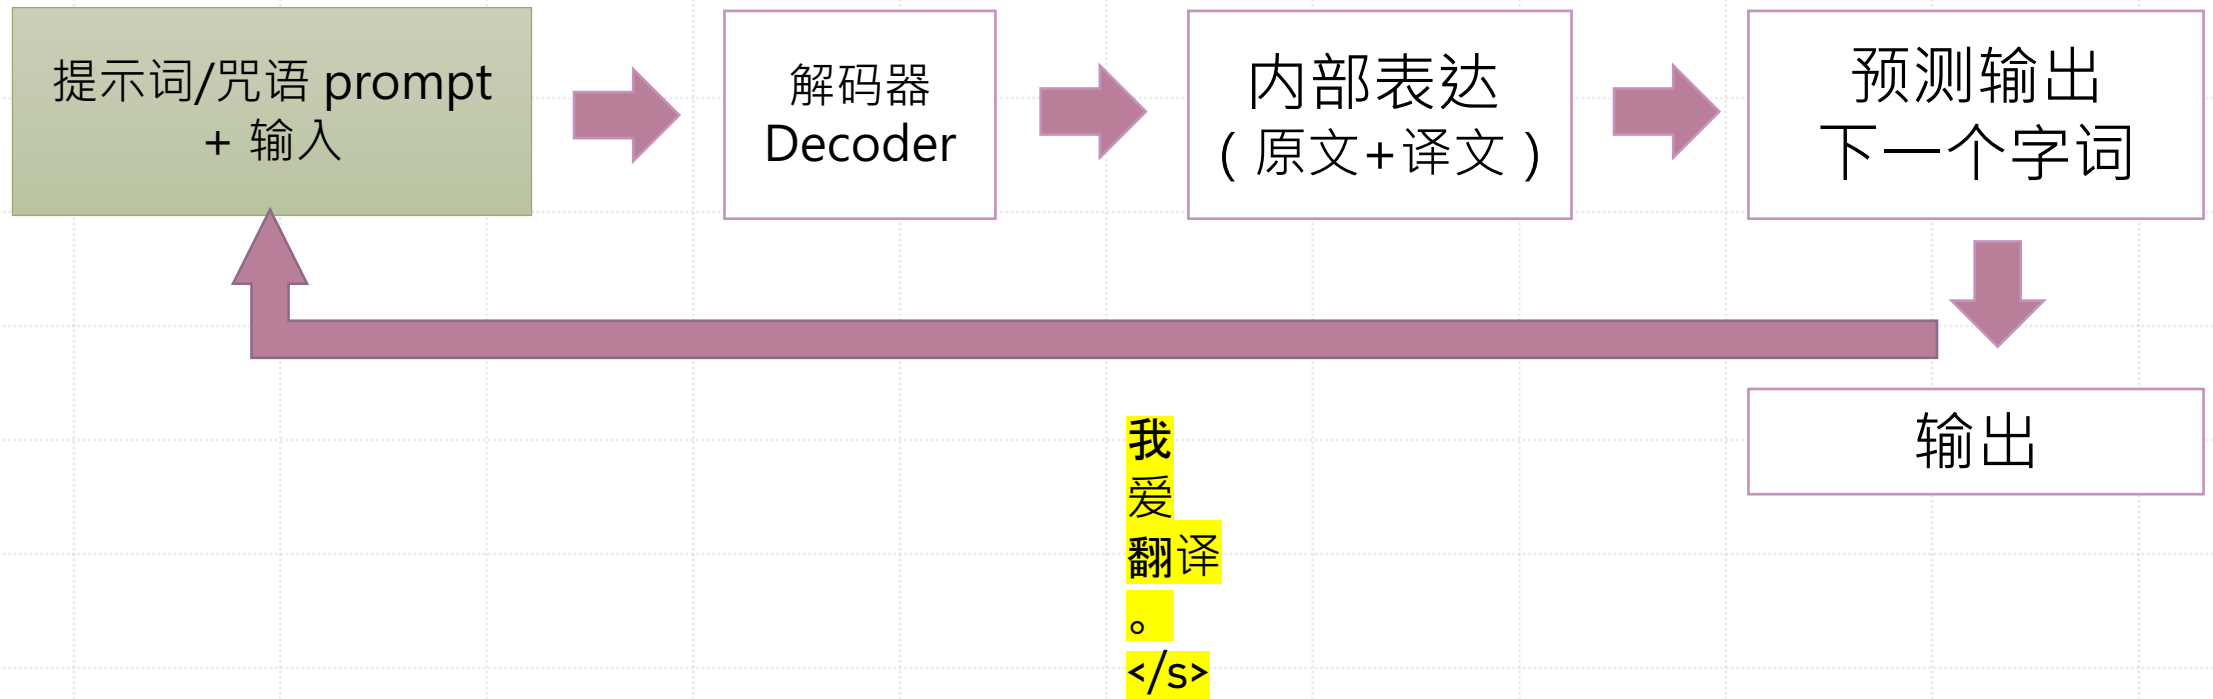 提示词/咒语 prompt
+ 输入
解码器
Decoder
内部表达
（原文+译文）
预测输出
下一个字词
输出
我
爱
翻译
。
</s>